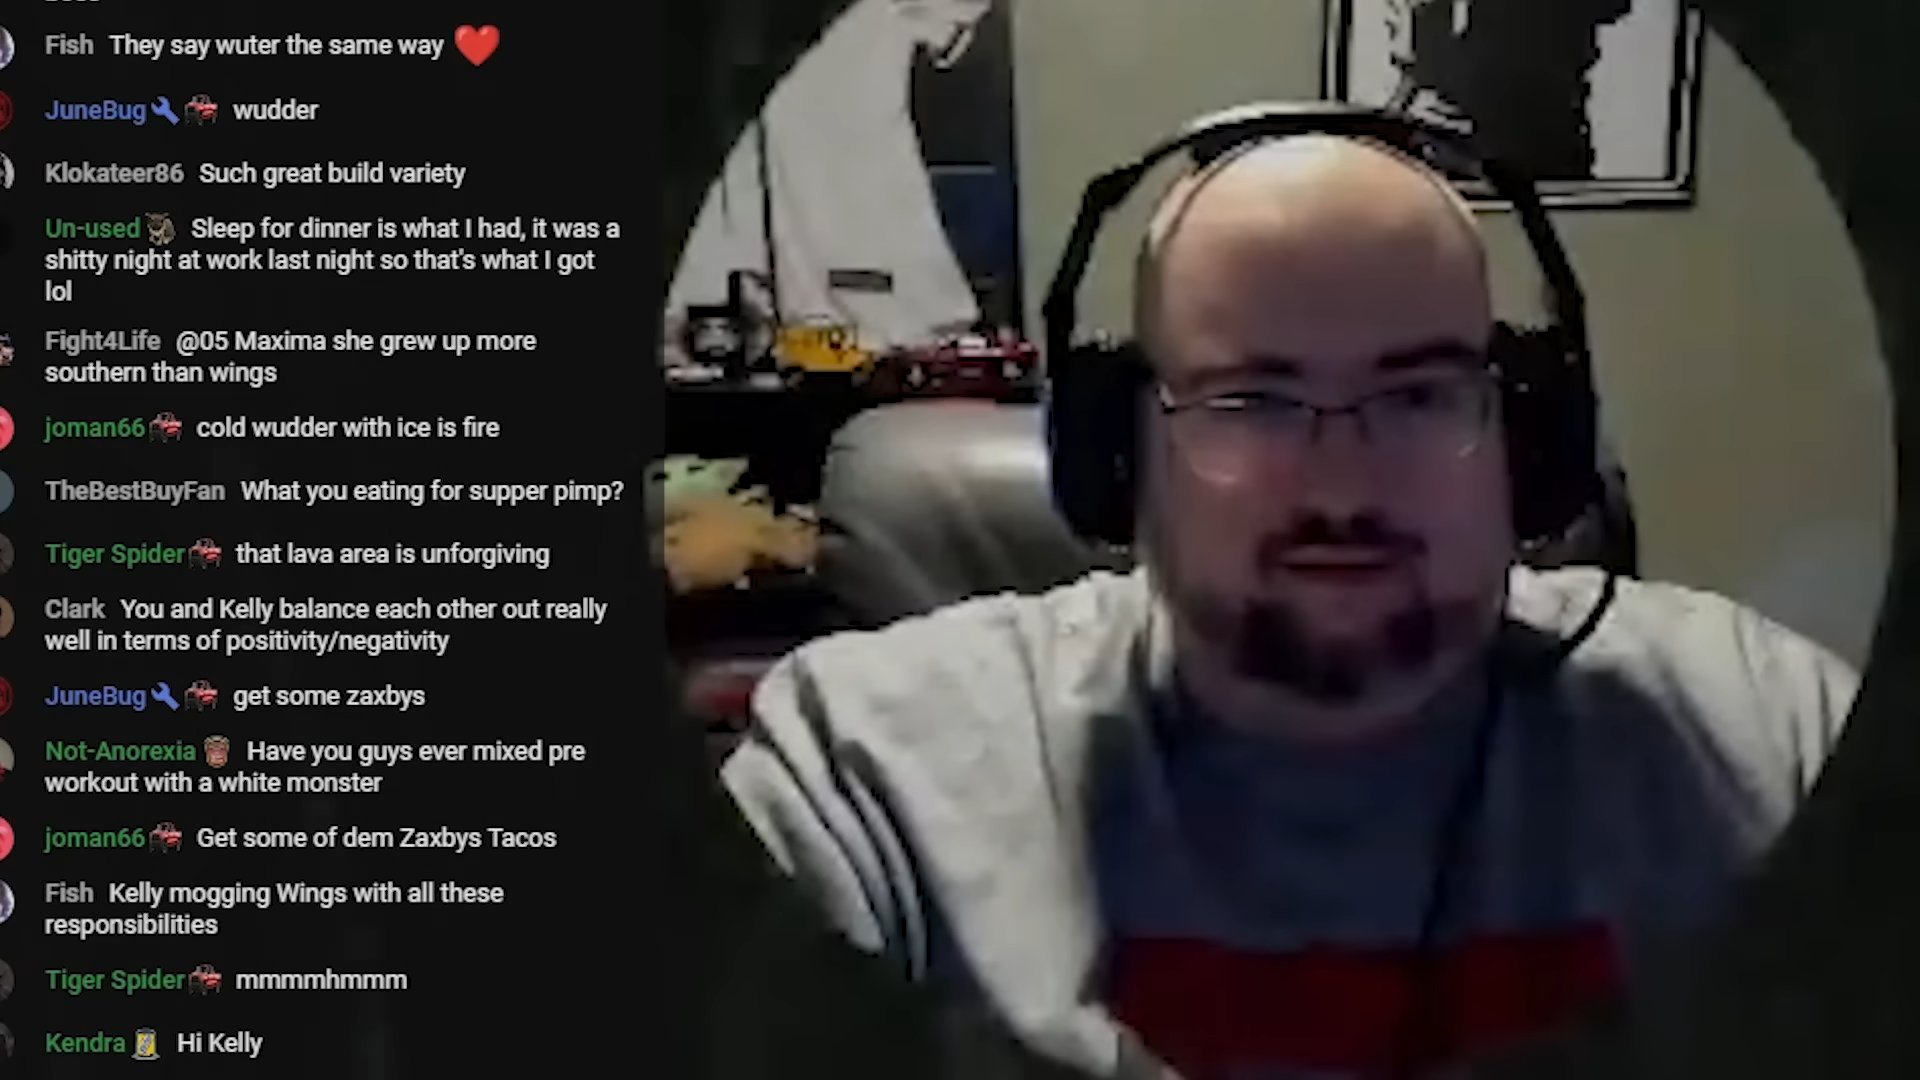 Fish They say wuter the same way ❤️
JuneBug wudder
Klokateer86 Such great build variety
Un-used Sleep for dinner is what I had, it was a
shitty night at work last night so that's what I got
lol
Fight4Life @05 Maxima she grew up more
southern than wings
joman66 cold wudder with ice is fire
TheBestBuyFan What you eating for supper pimp?
Tiger Spider that lava area is unforgiving
Clark You and Kelly balance each other out really
well in terms of positivity/negativity
JuneBug get some zaxbys
Not-Anorexia Have you guys ever mixed pre
workout with a white monster
joman66 Get some of dem Zaxbys Tacos
Fish Kelly mogging Wings with all these
responsibilities
Tiger Spider mmmmhmmm
Kendra Hi Kelly